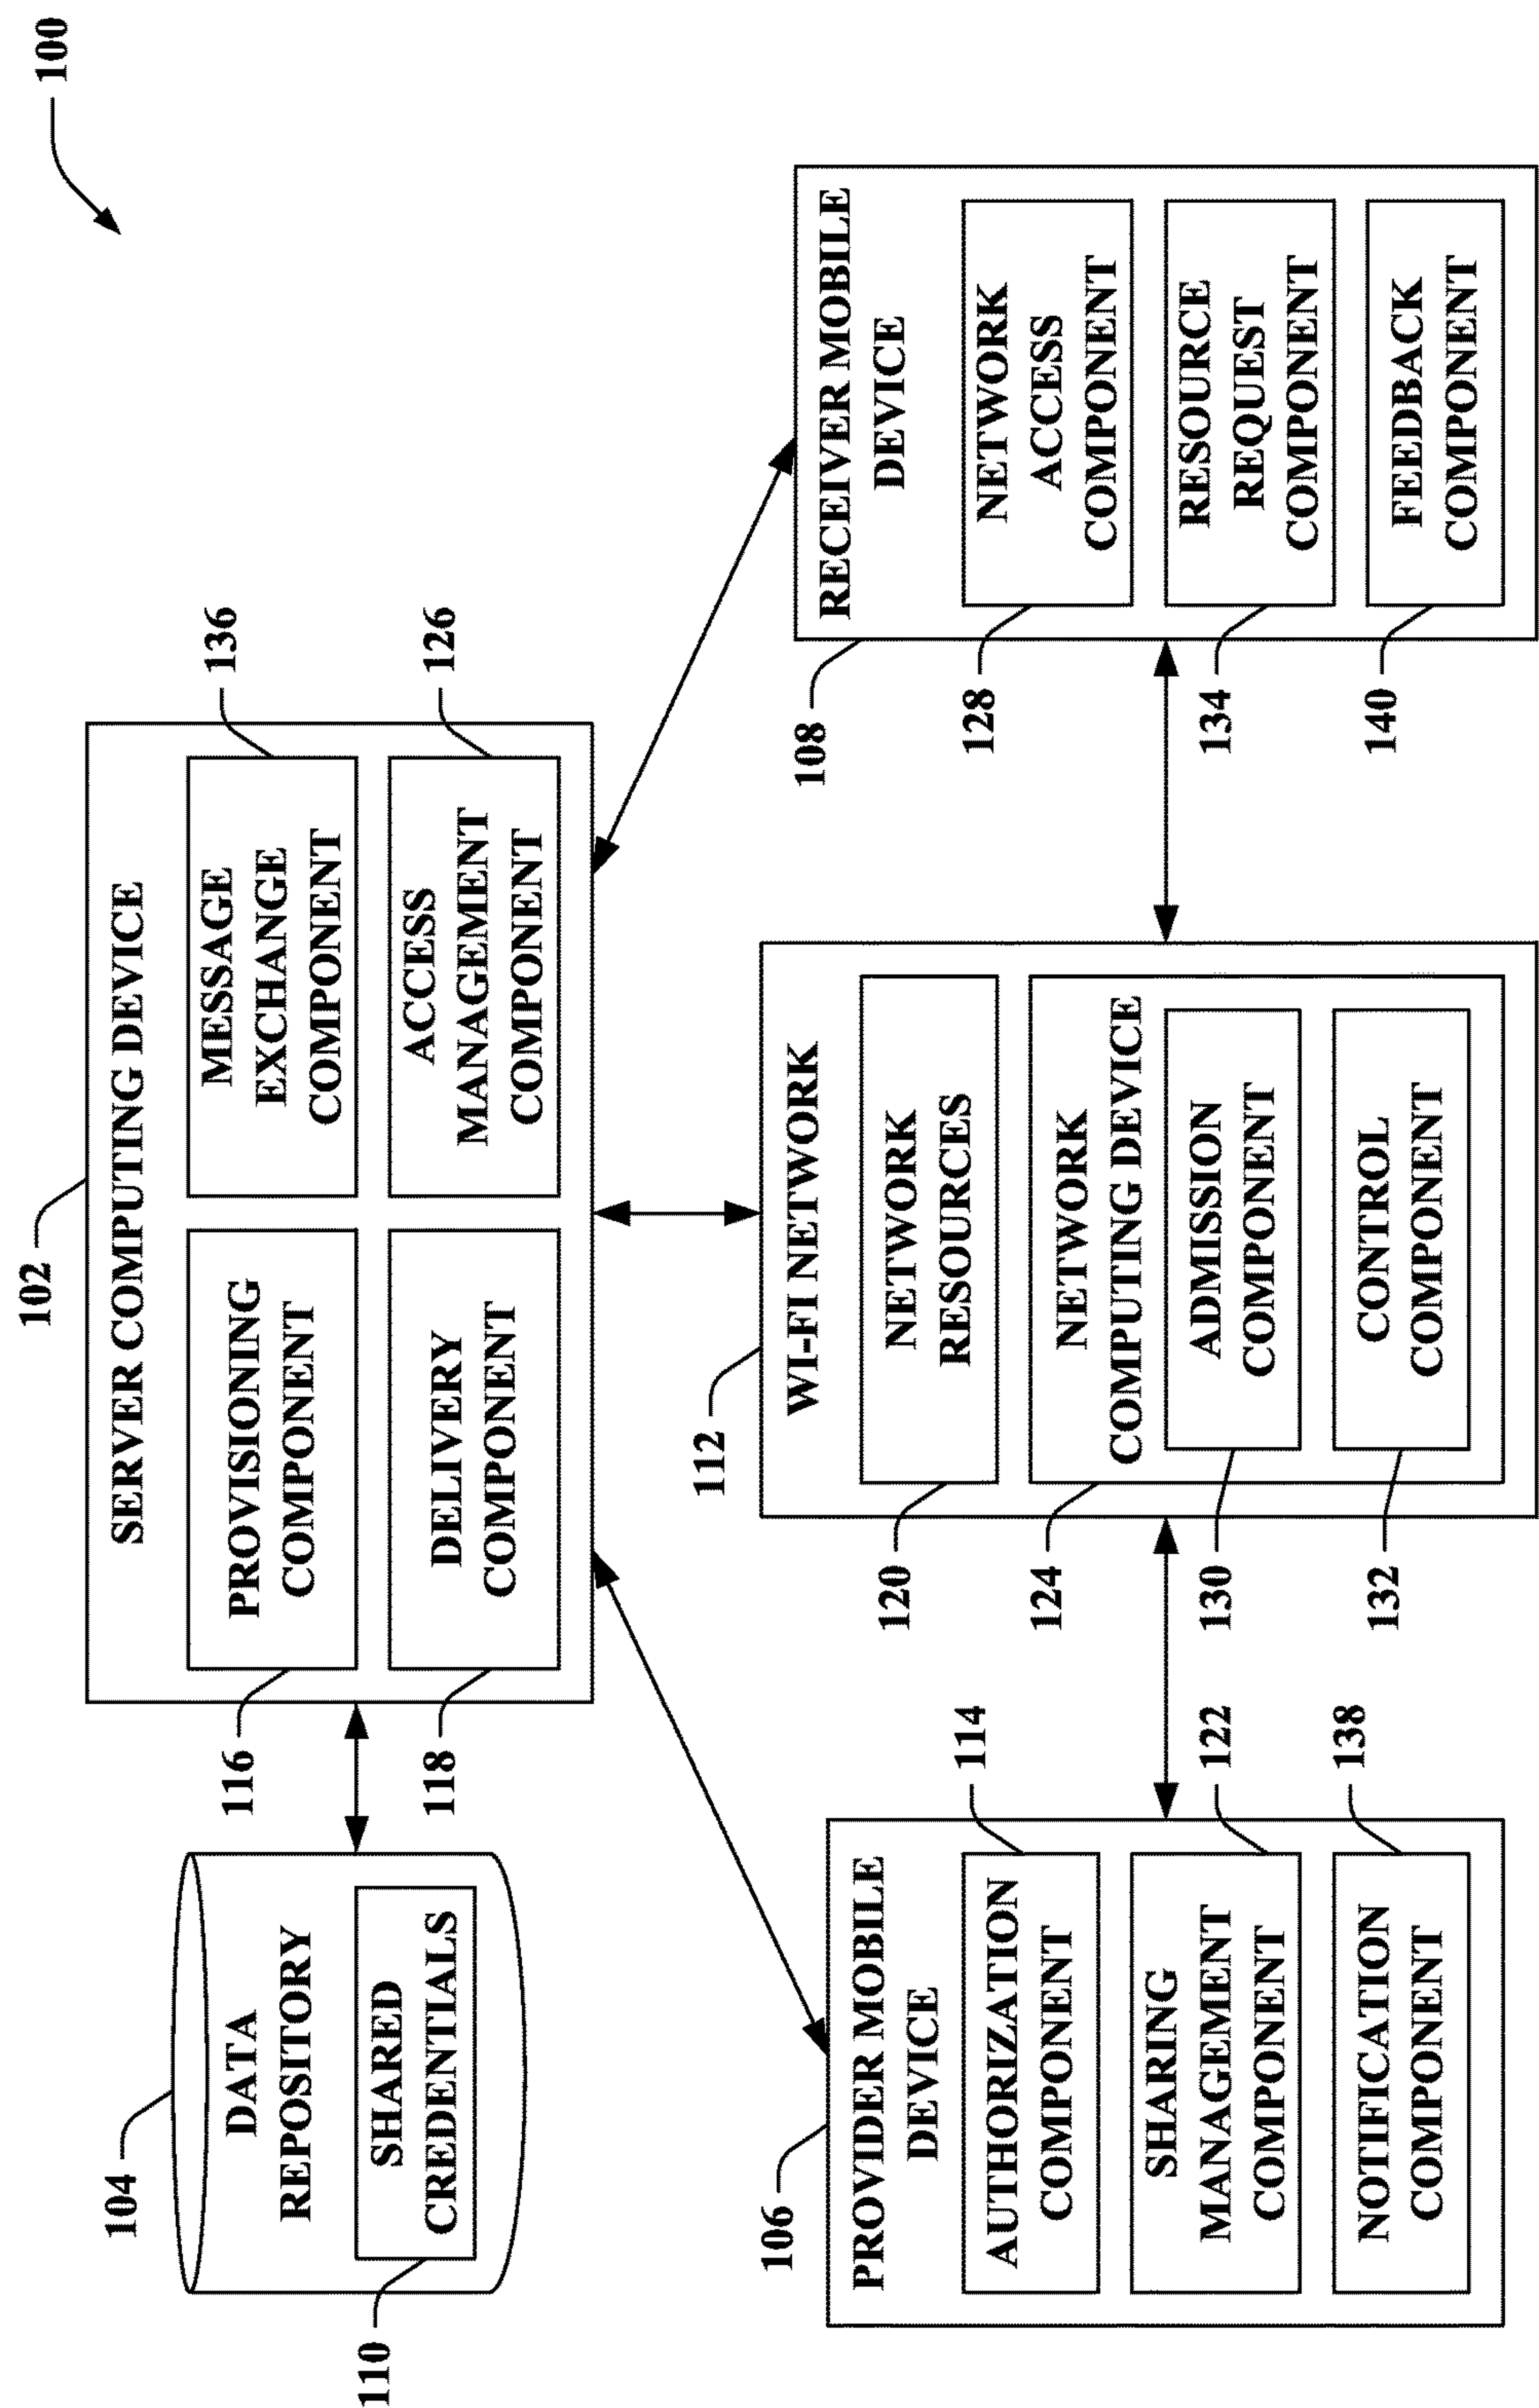 100
102
SERVER COMPUTING DEVICE
PROVISIONING
COMPONENT
116
MESSAGE
EXCHANGE
COMPONENT
136
DELIVERY
COMPONENT
118
ACCESS
MANAGEMENT
COMPONENT
126
104
DATA
REPOSITORY
SHARED
CREDENTIALS
110
106
PROVIDER MOBILE
DEVICE
AUTHORIZATION
COMPONENT
114
SHARING
MANAGEMENT
COMPONENT
122
NOTIFICATION
COMPONENT
138
112
WI-FI NETWORK
NETWORK
RESOURCES
120
NETWORK
COMPUTING DEVICE
124
ADMISSION
COMPONENT
130
CONTROL
COMPONENT
132
108
RECEIVER MOBILE
DEVICE
NETWORK
ACCESS
COMPONENT
128
RESOURCE
REQUEST
COMPONENT
134
FEEDBACK
COMPONENT
140